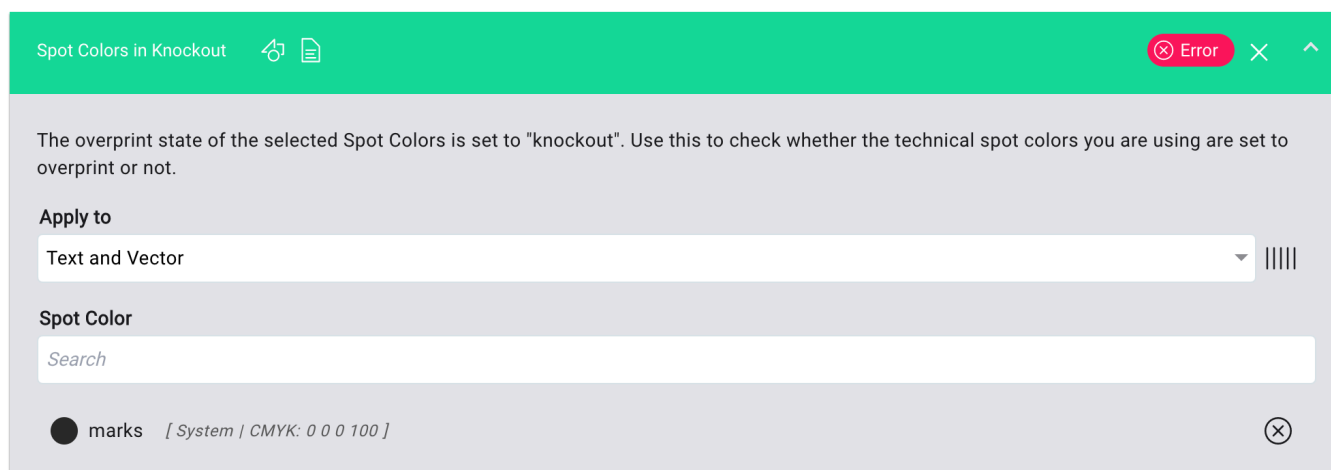 Spot Colors in Knockout
Error
The overprint state of the selected Spot Colors is set to "knockout". Use this to check whether the technical spot colors you are using are set to
overprint or not.
Apply to
Text and Vector
Spot Color
Search
marks [ System | CMYK: 0 0 0 100 ]